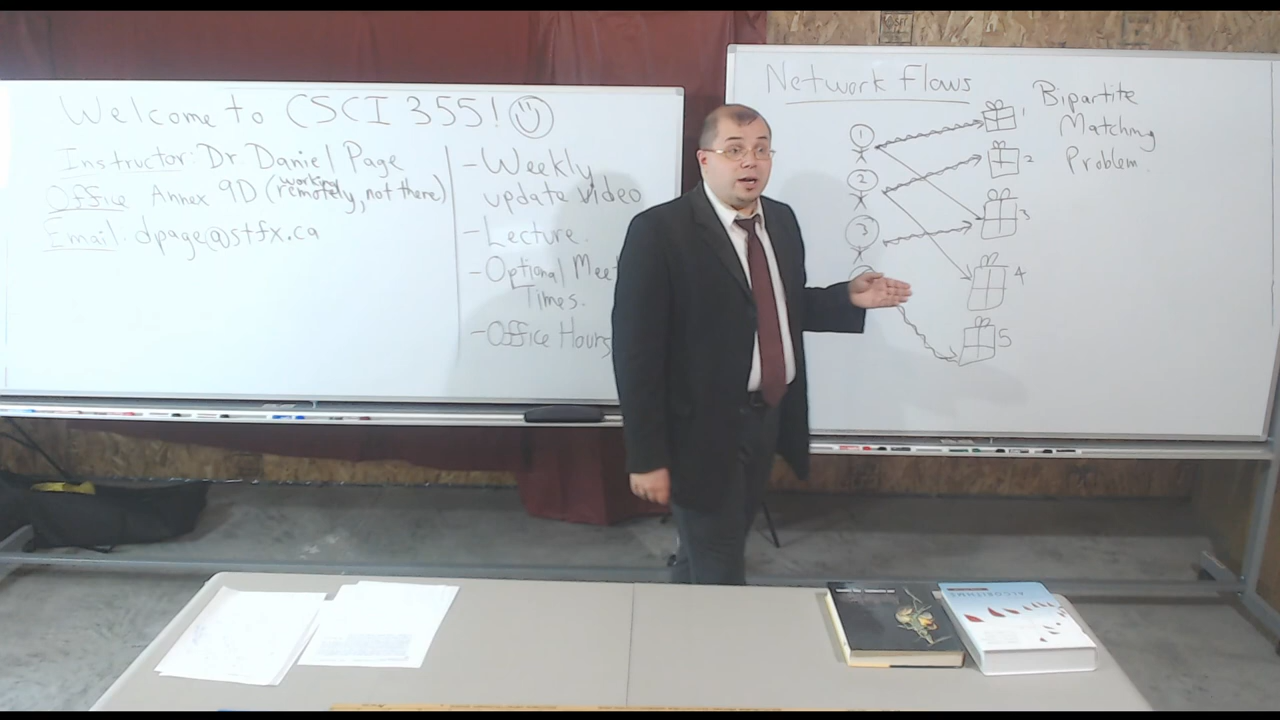 Welcome to CSCI 355!
Instructor: Dr Daniel Page
Office Annex 9D (working remotely, not there)
Email: dpage@stfx.ca
- Weekly
update video
- Lecture.
- Optional Meet
Times.
- Office Hours
Network Flows
Bipartite
Matching
Problem.
1
2
3
1
2
3
4
5
ALGORITHMS